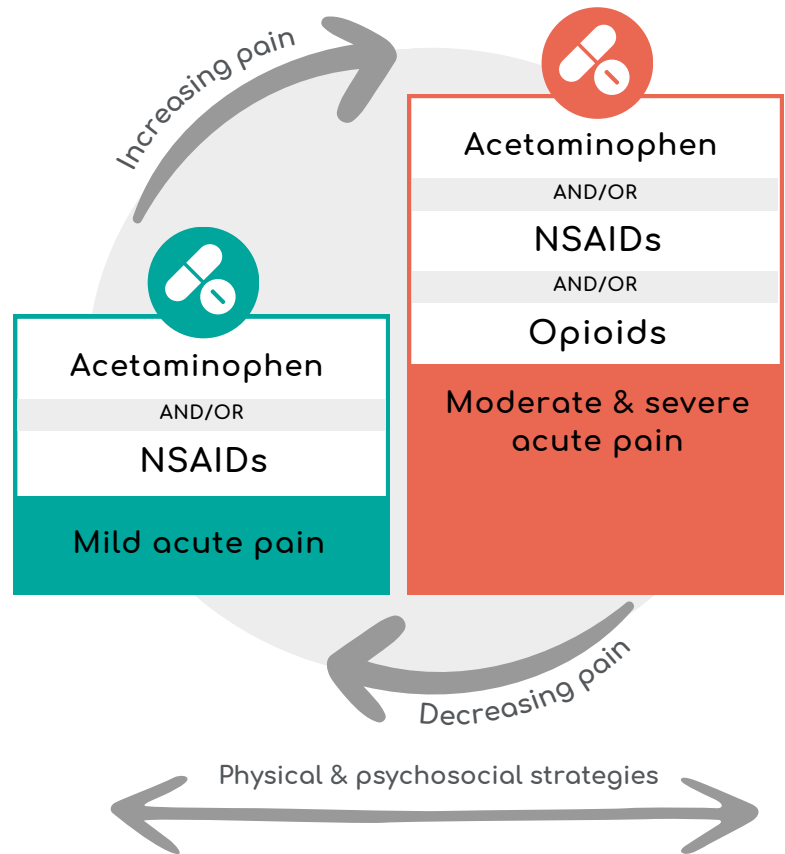 Increasing pain
Acetaminophen
AND/OR
NSAIDs
AND/OR
Opioids
Moderate & severe
acute pain
Acetaminophen
AND/OR
NSAIDs
Mild acute pain
Decreasing pain
Physical & psychosocial strategies